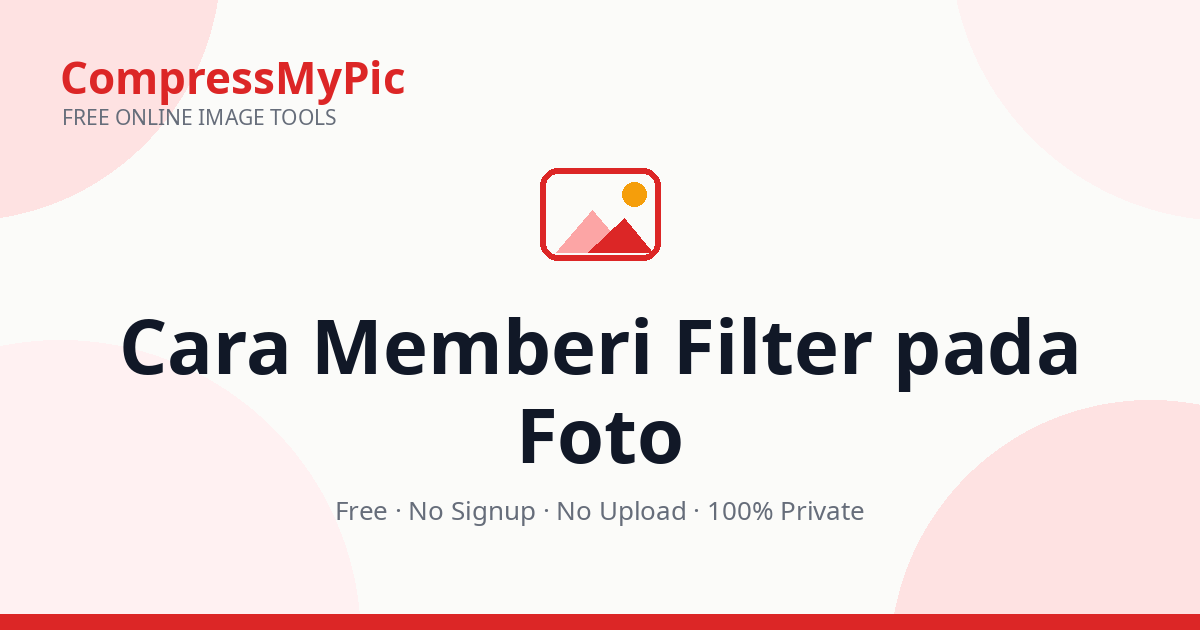 CompressMyPic
FREE ONLINE IMAGE TOOLS
Cara Memberi Filter pada
Foto
Free · No Signup · No Upload · 100% Private